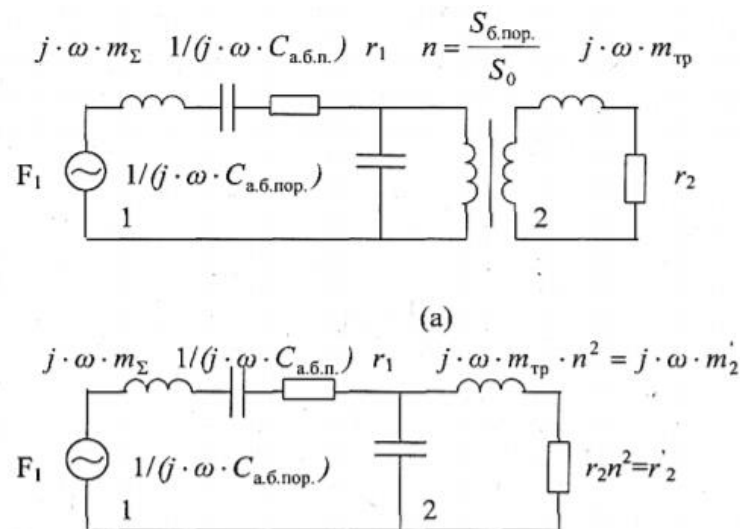 j · ω · m_Σ 1/(j · ω · C_а.б.п.) r₁ n = S_б.пор. / S₀ j · ω · m_тр
F₁ 1/(j · ω · C_а.б.пор.) r₂
1 2
(а)
j · ω · m_Σ 1/(j · ω · C_а.б.п.) r₁ j · ω · m_тр · n² = j · ω · m₂'
F₁ 1/(j · ω · C_а.б.пор.) r₂n²=r'₂
1 2